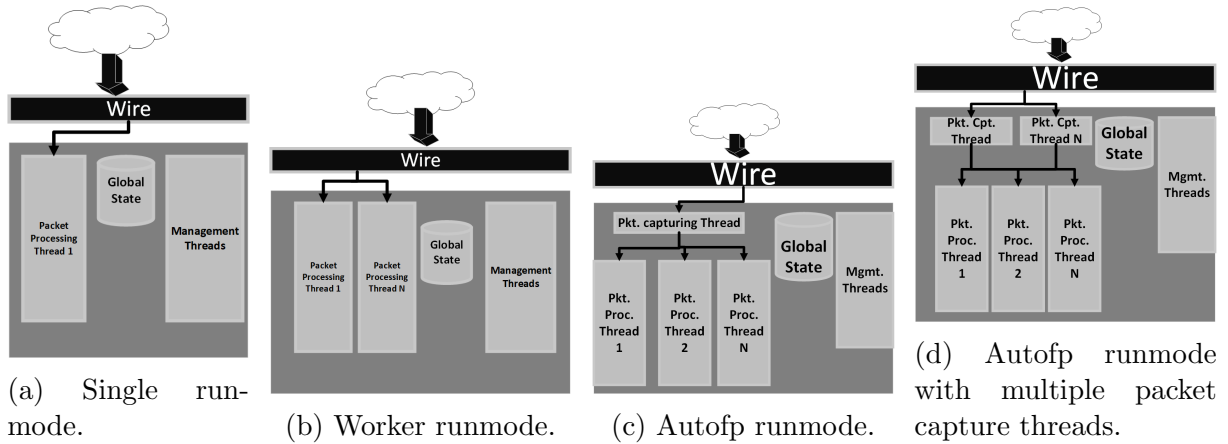 Wire
Packet
Processing
Thread 1
Global
State
Management
Threads
(a) Single run-
mode.
Wire
Packet
Processing
Thread 1
Packet
Processing
Thread N
Global
State
Management
Threads
(b) Worker runmode.
Wire
Pkt. capturing Thread
Pkt.
Proc.
Thread
1
Pkt.
Proc.
Thread
2
Pkt.
Proc.
Thread
N
Global
State
Mgmt.
Threads
(c) Autofp runmode.
Wire
Pkt. Cpt.
Thread
Pkt. Cpt.
Thread N
Global
State
Mgmt.
Threads
Pkt.
Proc.
Thread
1
Pkt.
Proc.
Thread
2
Pkt.
Proc.
Thread
N
(d) Autofp runmode
with multiple packet
capture threads.